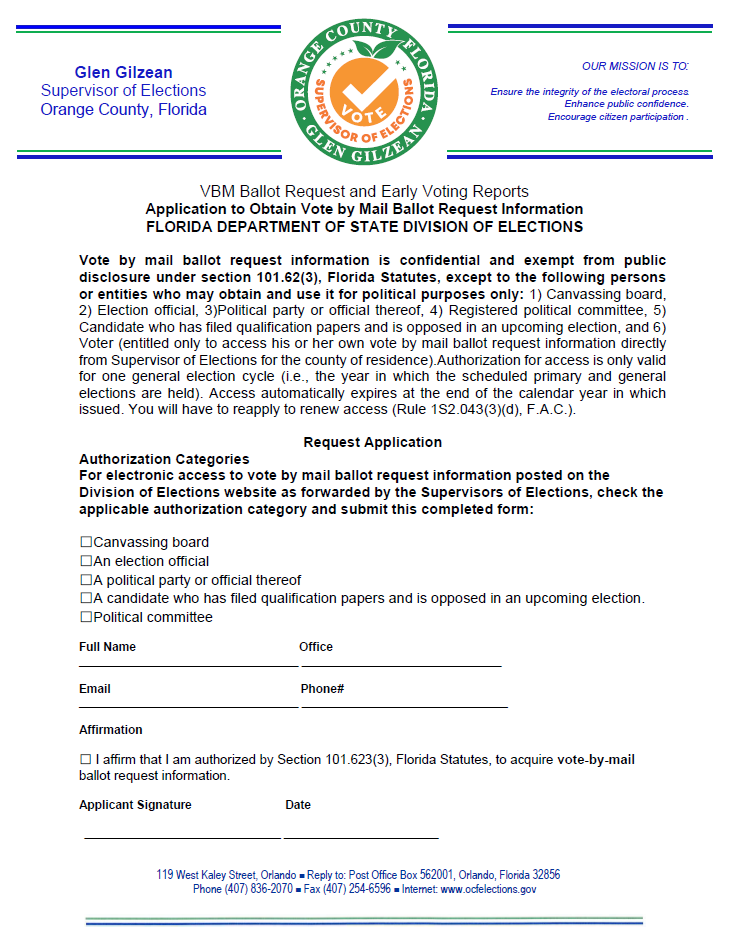 Glen Gilzean
Supervisor of Elections
Orange County, Florida
ORANGE COUNTY FLORIDA
SUPERVISOR OF ELECTIONS
VOTE
GLEN GILZEAN
OUR MISSION IS TO:
Ensure the integrity of the electoral process.
Enhance public confidence.
Encourage citizen participation .
VBM Ballot Request and Early Voting Reports
Application to Obtain Vote by Mail Ballot Request Information
FLORIDA DEPARTMENT OF STATE DIVISION OF ELECTIONS
Vote by mail ballot request information is confidential and exempt from public
disclosure under section 101.62(3), Florida Statutes, except to the following persons
or entities who may obtain and use it for political purposes only: 1) Canvassing board,
2) Election official, 3)Political party or official thereof, 4) Registered political committee, 5)
Candidate who has filed qualification papers and is opposed in an upcoming election, and 6)
Voter (entitled only to access his or her own vote by mail ballot request information directly
from Supervisor of Elections for the county of residence).Authorization for access is only valid
for one general election cycle (i.e., the year in which the scheduled primary and general
elections are held). Access automatically expires at the end of the calendar year in which
issued. You will have to reapply to renew access (Rule 1S2.043(3)(d), F.A.C.).
Request Application
Authorization Categories
For electronic access to vote by mail ballot request information posted on the
Division of Elections website as forwarded by the Supervisors of Elections, check the
applicable authorization category and submit this completed form:
☐Canvassing board
☐An election official
☐A political party or official thereof
☐A candidate who has filed qualification papers and is opposed in an upcoming election.
☐Political committee
Full Name Office
Email Phone#
Affirmation
☐ I affirm that I am authorized by Section 101.623(3), Florida Statutes, to acquire vote-by-mail
ballot request information.
Applicant Signature Date
119 West Kaley Street, Orlando ■ Reply to: Post Office Box 562001, Orlando, Florida 32856
Phone (407) 836-2070 ■ Fax (407) 254-6596 ■ Internet: www.ocfelections.gov